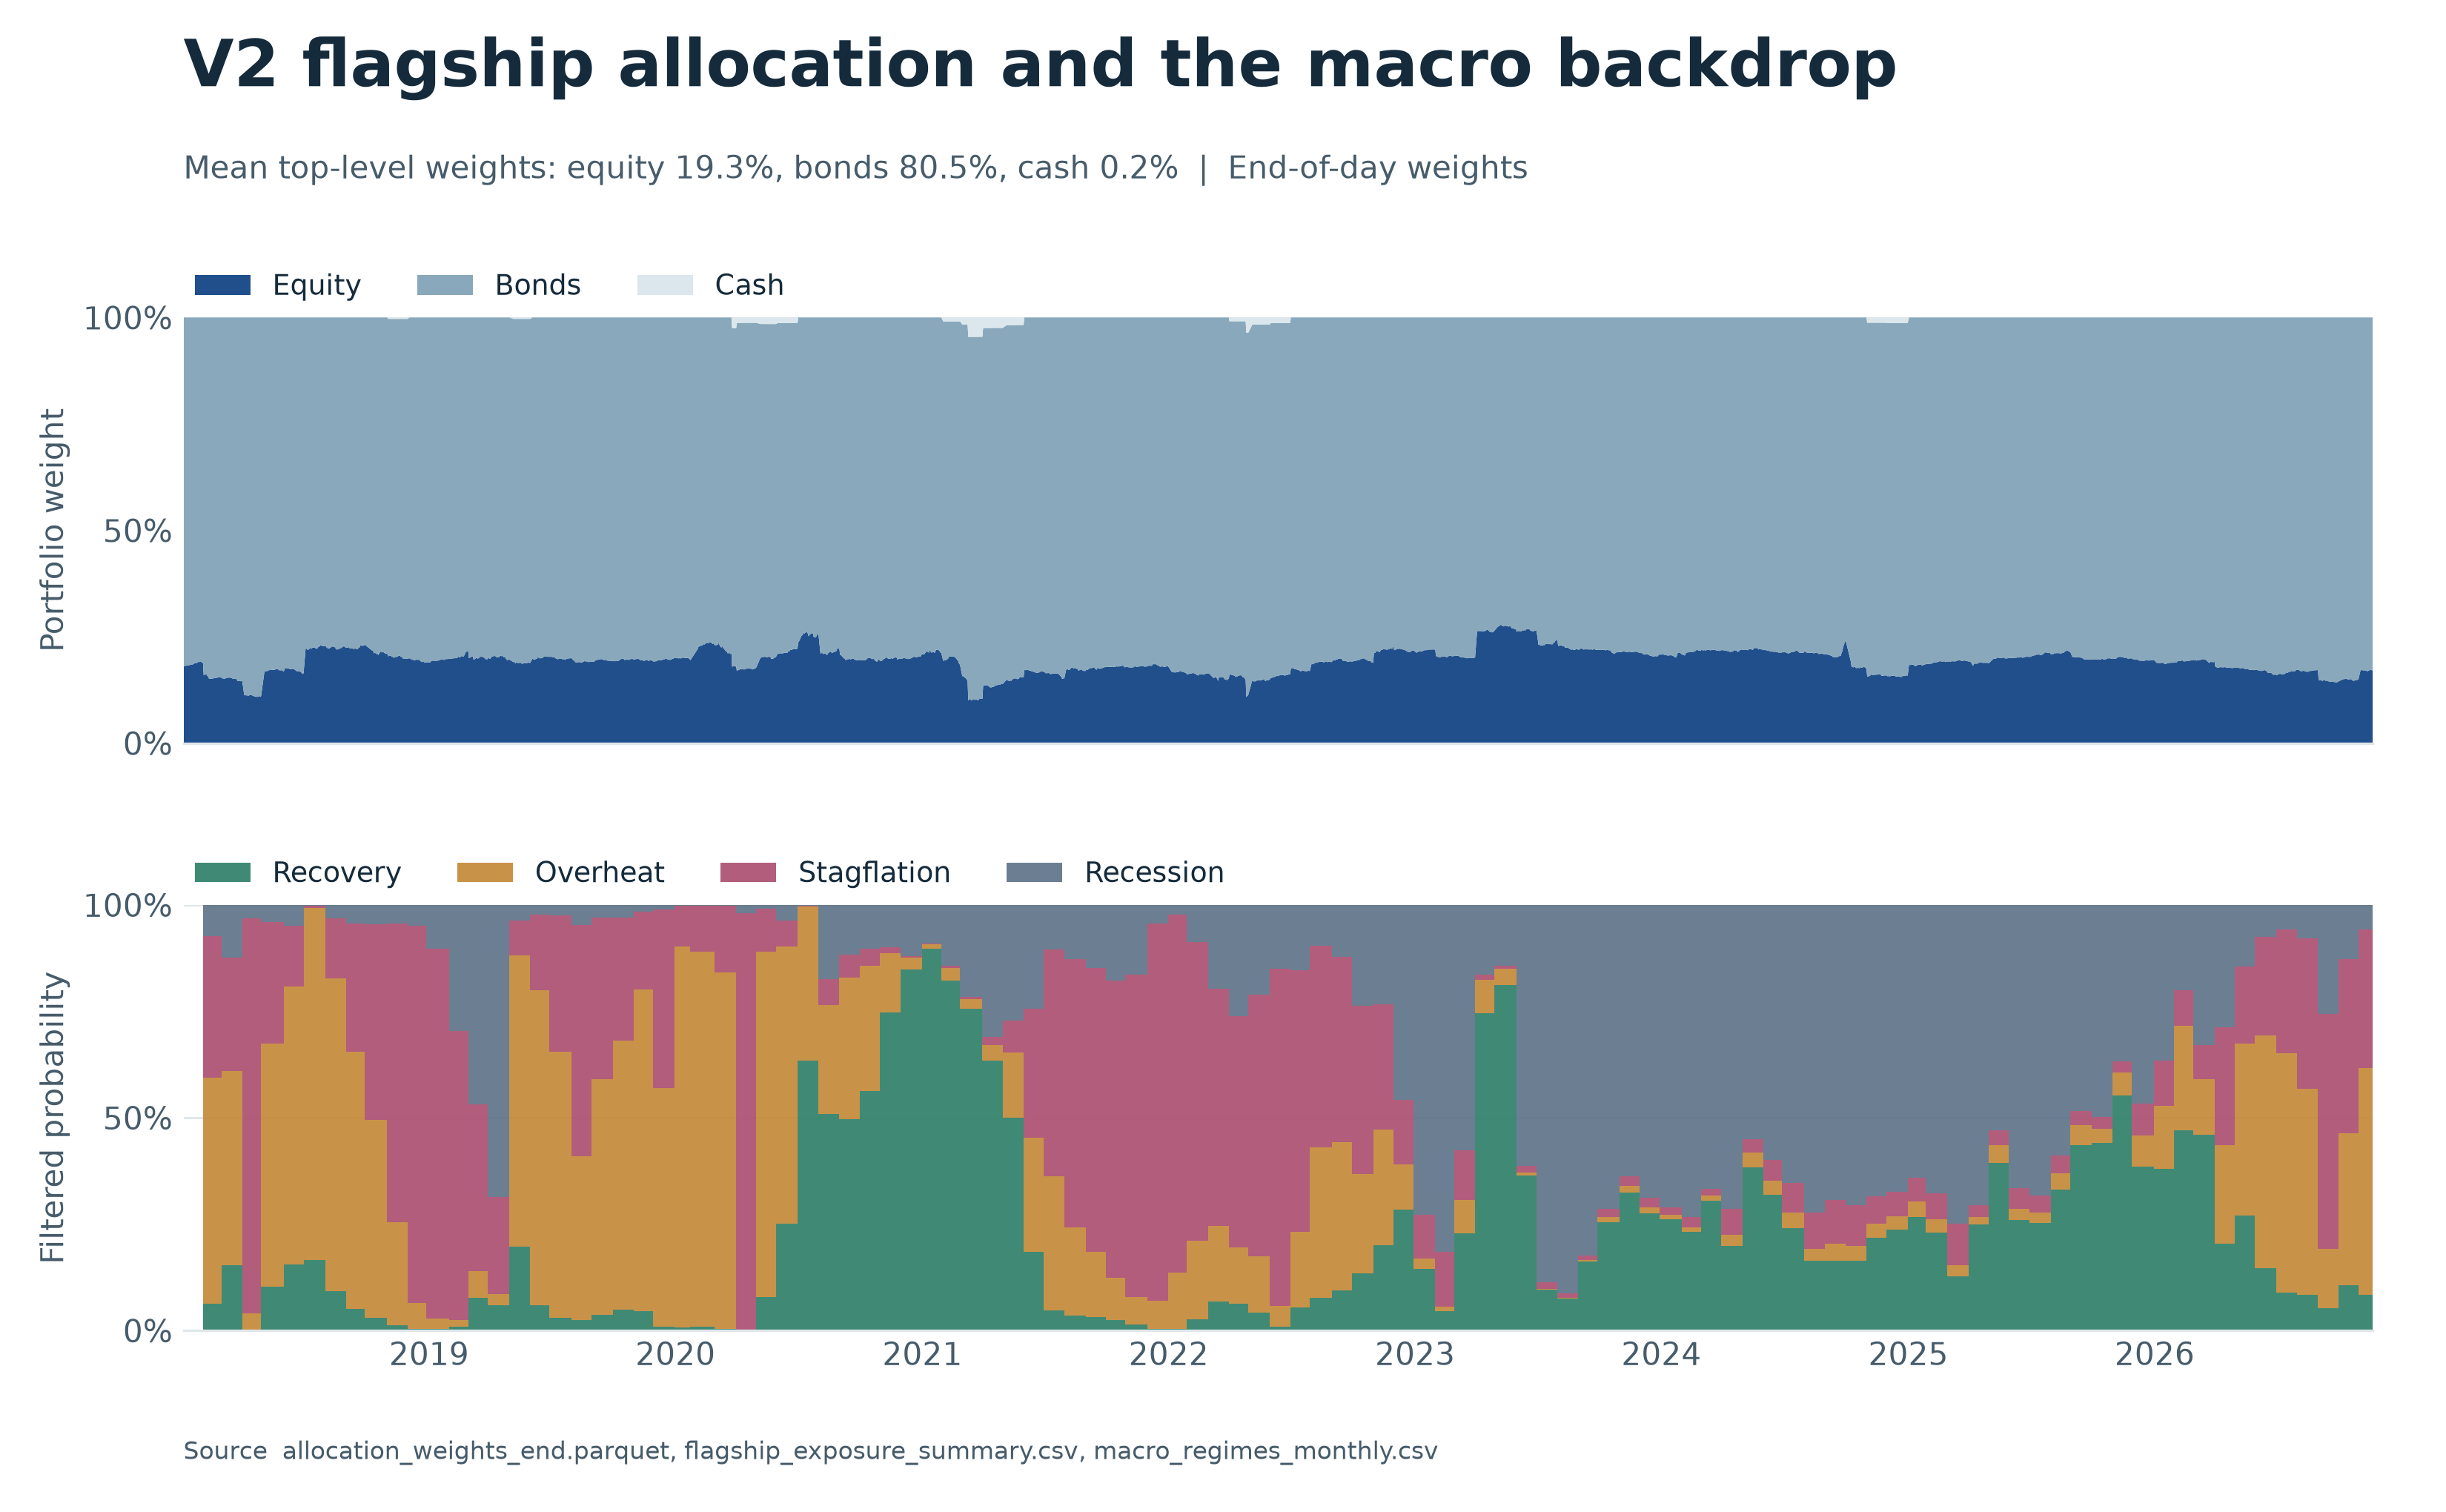 V2 flagship allocation and the macro backdrop
Mean top-level weights: equity 19.3%, bonds 80.5%, cash 0.2% | End-of-day weights
Equity Bonds Cash
100%
50%
0%
Portfolio weight
Recovery Overheat Stagflation Recession
100%
50%
0%
Filtered probability
2019 2020 2021 2022 2023 2024 2025 2026
Source allocation_weights_end.parquet, flagship_exposure_summary.csv, macro_regimes_monthly.csv